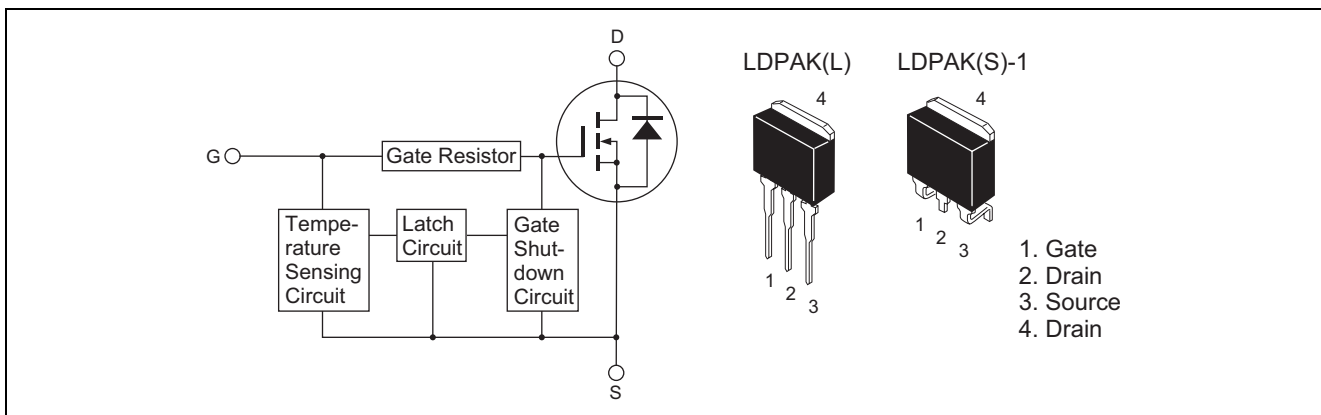 D
G
Gate Resistor
Tempe-
rature
Sensing
Circuit
Latch
Circuit
Gate
Shut-
down
Circuit
S
LDPAK(L)
4
1
2
3
LDPAK(S)-1
4
1
2
3
1. Gate
2. Drain
3. Source
4. Drain